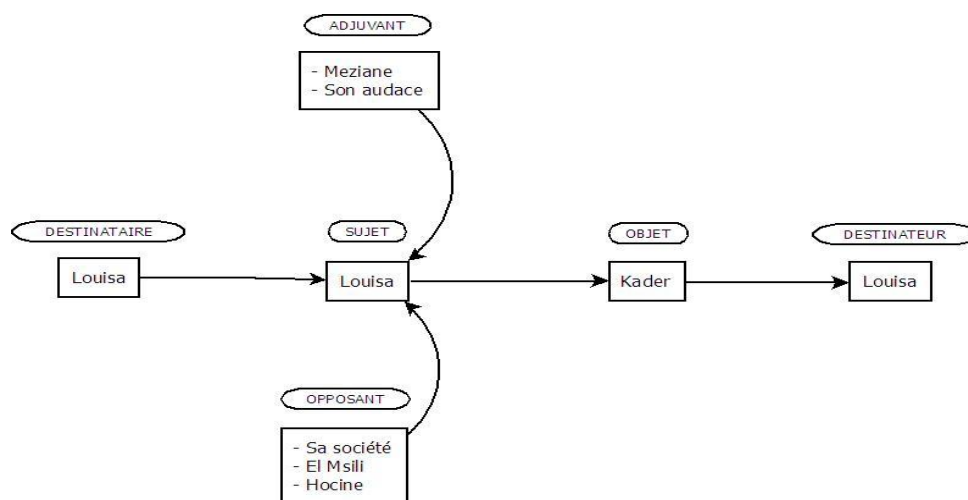 ADJUVANT
- Meziane
- Son audace
DESTINATAIRE
SUJET
OBJET
DESTINATEUR
Louisa
Louisa
Kader
Louisa
OPPOSANT
- Sa société
- El Msili
- Hocine